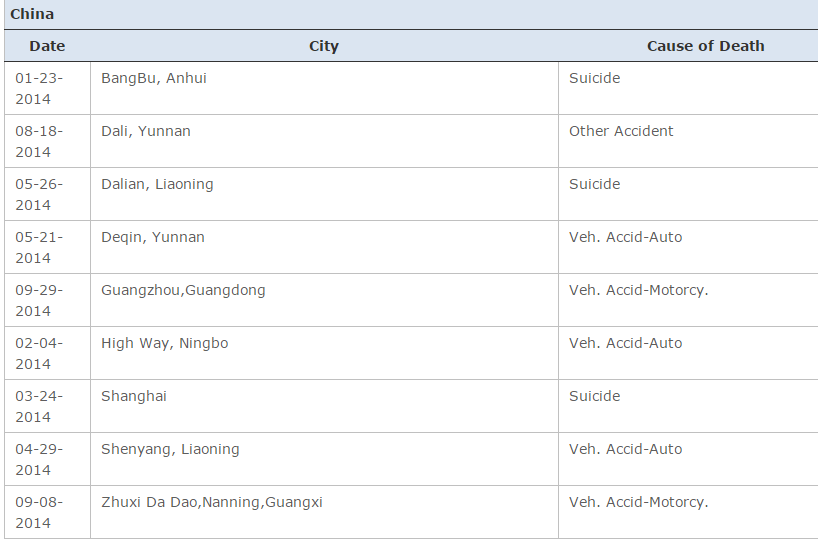 China
Date City Cause of Death
01-23- BangBu, Anhui Suicide
2014
08-18- Dali, Yunnan Other Accident
2014
05-26- Dalian, Liaoning Suicide
2014
05-21- Deqin, Yunnan Veh. Accid-Auto
2014
09-29- Guangzhou,Guangdong Veh. Accid-Motorcy.
2014
02-04- High Way, Ningbo Veh. Accid-Auto
2014
03-24- Shanghai Suicide
2014
04-29- Shenyang, Liaoning Veh. Accid-Auto
2014
09-08- Zhuxi Da Dao,Nanning,Guangxi Veh. Accid-Motorcy.
2014